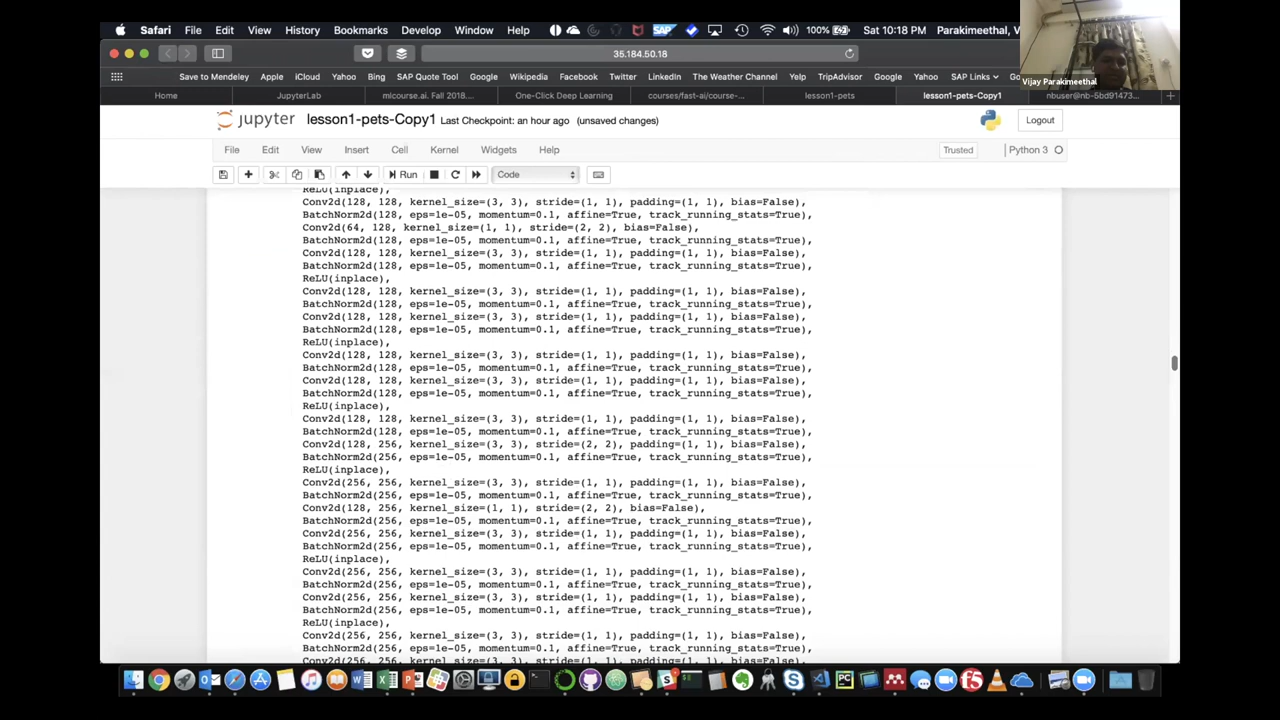 Safari File Edit View History Bookmarks Develop Window Help SAP 100% Sat 10:18 PM Parakimeethal, V
Vijay Parakimeethal
35.184.50.18
Save to Mendeley Apple iCloud Yahoo Bing SAP Quote Tool Google Wikipedia Facebook Twitter LinkedIn The Weather Channel Yelp TripAdvisor Google Yahoo SAP Links Go
Home JupyterLab mlcourse.ai. Fall 2018.... One-Click Deep Learning courses/fast-ai/course-... lesson1-pets lesson1-pets-Copy1 nbuser@nb-5bd91473...
jupyter lesson1-pets-Copy1 Last Checkpoint: an hour ago (unsaved changes) Logout
File Edit View Insert Cell Kernel Widgets Help Trusted Python 3
Run Code
ReLU(inplace),
Conv2d(128, 128, kernel_size=(3, 3), stride=(1, 1), padding=(1, 1), bias=False),
BatchNorm2d(128, eps=1e-05, momentum=0.1, affine=True, track_running_stats=True),
Conv2d(64, 128, kernel_size=(1, 1), stride=(2, 2), bias=False),
BatchNorm2d(128, eps=1e-05, momentum=0.1, affine=True, track_running_stats=True),
Conv2d(128, 128, kernel_size=(3, 3), stride=(1, 1), padding=(1, 1), bias=False),
BatchNorm2d(128, eps=1e-05, momentum=0.1, affine=True, track_running_stats=True),
ReLU(inplace),
Conv2d(128, 128, kernel_size=(3, 3), stride=(1, 1), padding=(1, 1), bias=False),
BatchNorm2d(128, eps=1e-05, momentum=0.1, affine=True, track_running_stats=True),
Conv2d(128, 128, kernel_size=(3, 3), stride=(1, 1), padding=(1, 1), bias=False),
BatchNorm2d(128, eps=1e-05, momentum=0.1, affine=True, track_running_stats=True),
ReLU(inplace),
Conv2d(128, 128, kernel_size=(3, 3), stride=(1, 1), padding=(1, 1), bias=False),
BatchNorm2d(128, eps=1e-05, momentum=0.1, affine=True, track_running_stats=True),
Conv2d(128, 128, kernel_size=(3, 3), stride=(1, 1), padding=(1, 1), bias=False),
BatchNorm2d(128, eps=1e-05, momentum=0.1, affine=True, track_running_stats=True),
ReLU(inplace),
Conv2d(128, 128, kernel_size=(3, 3), stride=(1, 1), padding=(1, 1), bias=False),
BatchNorm2d(128, eps=1e-05, momentum=0.1, affine=True, track_running_stats=True),
Conv2d(128, 256, kernel_size=(3, 3), stride=(2, 2), padding=(1, 1), bias=False),
BatchNorm2d(256, eps=1e-05, momentum=0.1, affine=True, track_running_stats=True),
ReLU(inplace),
Conv2d(256, 256, kernel_size=(3, 3), stride=(1, 1), padding=(1, 1), bias=False),
BatchNorm2d(256, eps=1e-05, momentum=0.1, affine=True, track_running_stats=True),
Conv2d(128, 256, kernel_size=(1, 1), stride=(2, 2), bias=False),
BatchNorm2d(256, eps=1e-05, momentum=0.1, affine=True, track_running_stats=True),
Conv2d(256, 256, kernel_size=(3, 3), stride=(1, 1), padding=(1, 1), bias=False),
BatchNorm2d(256, eps=1e-05, momentum=0.1, affine=True, track_running_stats=True),
ReLU(inplace),
Conv2d(256, 256, kernel_size=(3, 3), stride=(1, 1), padding=(1, 1), bias=False),
BatchNorm2d(256, eps=1e-05, momentum=0.1, affine=True, track_running_stats=True),
Conv2d(256, 256, kernel_size=(3, 3), stride=(1, 1), padding=(1, 1), bias=False),
BatchNorm2d(256, eps=1e-05, momentum=0.1, affine=True, track_running_stats=True),
ReLU(inplace),
Conv2d(256, 256, kernel_size=(3, 3), stride=(1, 1), padding=(1, 1), bias=False),
BatchNorm2d(256, eps=1e-05, momentum=0.1, affine=True, track_running_stats=True),
Conv2d(256, 256, kernel_size=(3, 3), stride=(1, 1), padding=(1, 1), bias=False),